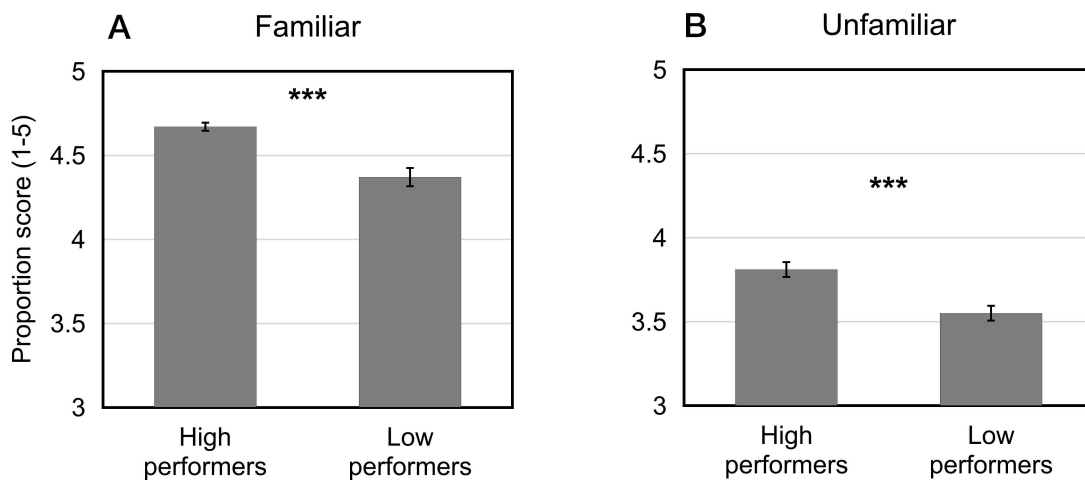 A Familiar
Proportion score (1-5)
5
4.5
4
3.5
3
***
High
performers
Low
performers
B Unfamiliar
5
4.5
4
3.5
3
***
High
performers
Low
performers